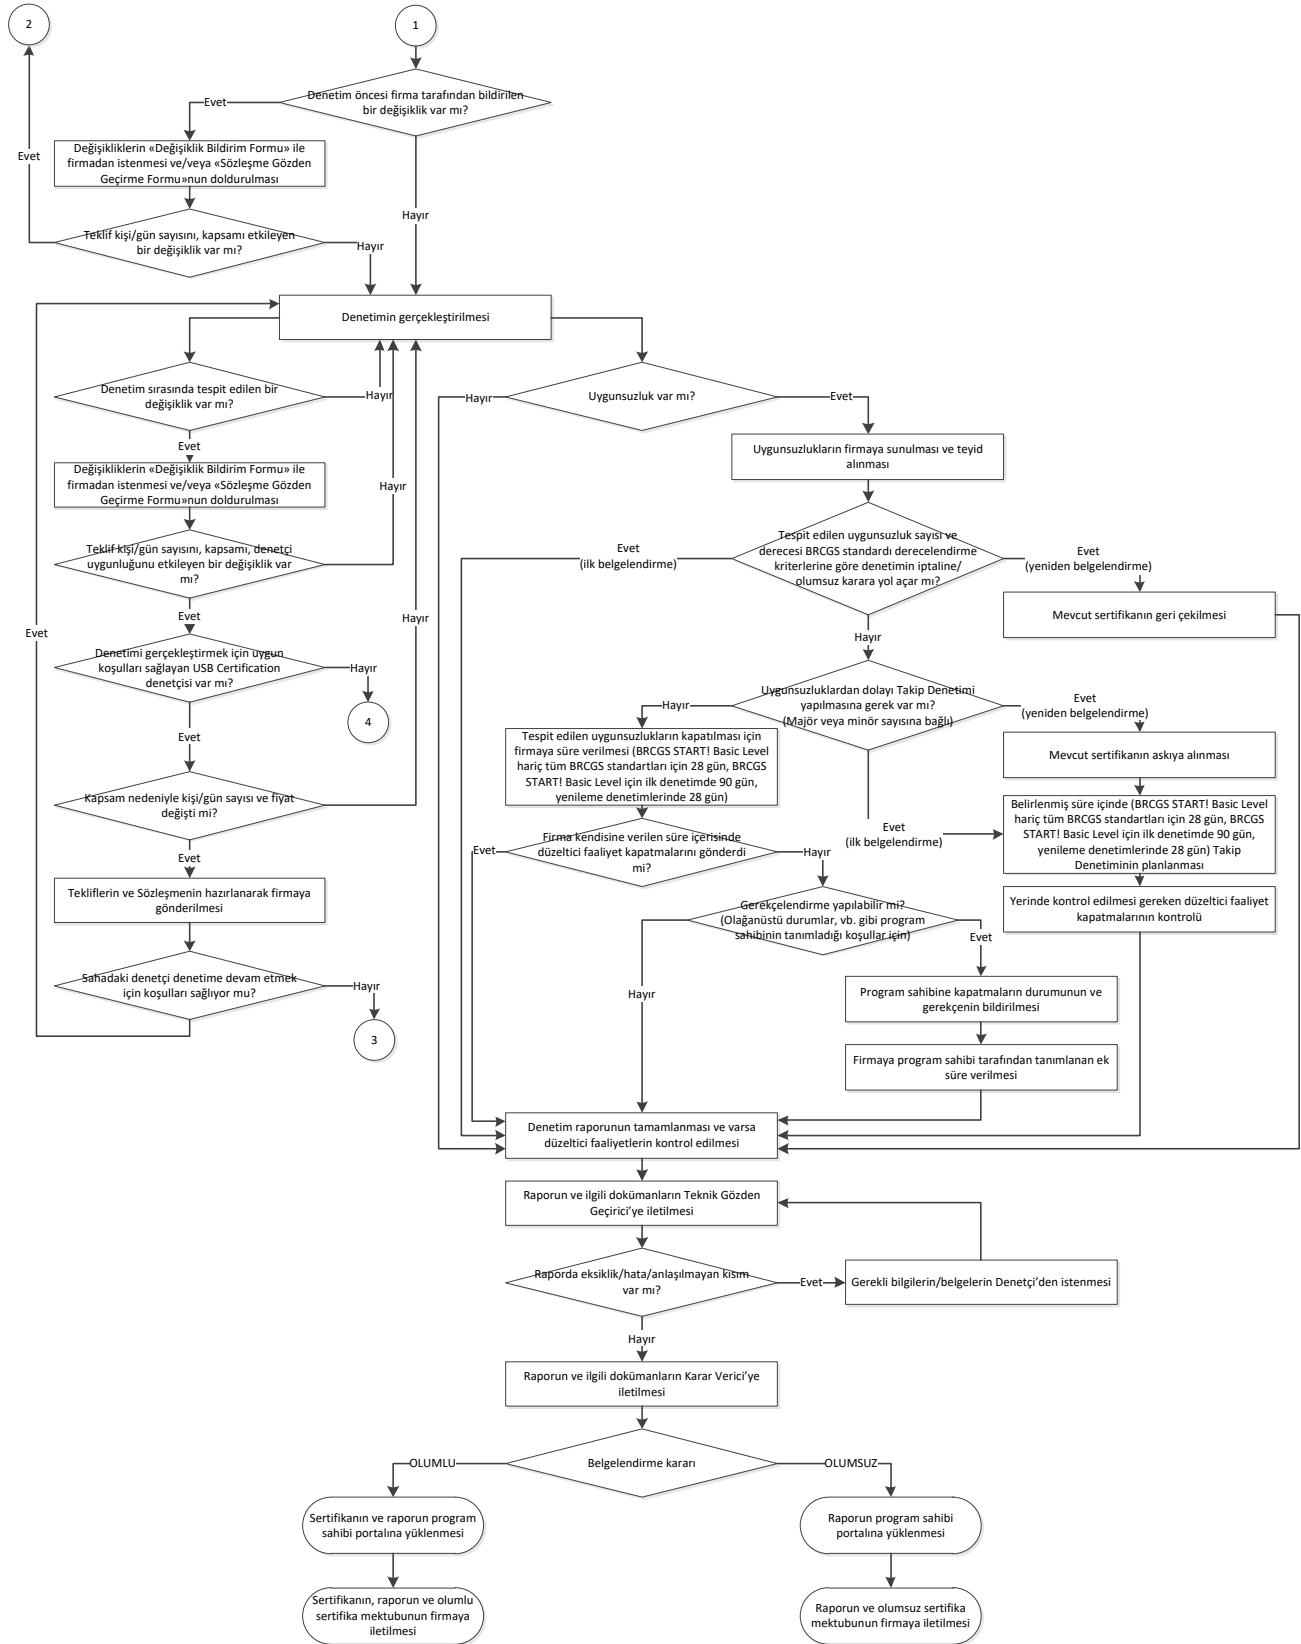 2
1
Denetim öncesi firma tarafından bildirilen
bir değişiklik var mı?
Evet
Değişikliklerin «Değişiklik Bildirim Formu» ile
firmadan istenmesi ve/veya «Sözleşme Gözden
Geçirme Formu»nun doldurulması
Evet
Hayır
Teklif kişi/gün sayısını, kapsamı etkileyen
bir değişiklik var mı?
Hayır
Denetimin gerçekleştirilmesi
Denetim sırasında tespit edilen bir
değişiklik var mı?
Hayır
Evet
Değişikliklerin «Değişiklik Bildirim Formu» ile
firmadan istenmesi ve/veya «Sözleşme Gözden
Geçirme Formu»nun doldurulması
Hayır
Teklif kişi/gün sayısını, kapsamı, denetçi
uygunluğunu etkileyen bir değişiklik var
mı?
Evet
Evet
Hayır
Denetimi gerçekleştirmek için uygun
koşulları sağlayan USB Certification
denetçisi var mı?
Hayır
4
Evet
Kapsam nedeniyle kişi/gün sayısı ve fiyat
değişti mi?
Evet
Tekliflerin ve Sözleşmenin hazırlanarak firmaya
gönderilmesi
Sahadaki denetçi denetime devam etmek
için koşulları sağlıyor mu?
Hayır
3
Uygunsuzluk var mı?
Hayır
Evet
Uygunsuzlukların firmaya sunulması ve teyid
alınması
Tespit edilen uygunsuzluk sayısı ve
derecesi BRCGS standardı derecelendirme
kriterlerine göre denetimin iptaline/
olumsuz karara yol açar mı?
Evet
(ilk belgelendirme)
Evet
(yeniden belgelendirme)
Mevcut sertifikanın geri çekilmesi
Hayır
Uygunsuzluklardan dolayı Takip Denetimi
yapılmasına gerek var mı?
(Majör veya minör sayısına bağlı)
Hayır
Evet
(yeniden belgelendirme)
Tespit edilen uygunsuzlukların kapatılması için
firmaya süre verilmesi (BRCGS START! Basic Level
hariç tüm BRCGS standartları için 28 gün, BRCGS
START! Basic Level için ilk denetimde 90 gün,
yenileme denetimlerinde 28 gün)
Mevcut sertifikanın askıya alınması
Evet
(ilk belgelendirme)
Belirlenmiş süre içinde (BRCGS START! Basic Level
hariç tüm BRCGS standartları için 28 gün, BRCGS
START! Basic Level için ilk denetimde 90 gün,
yenileme denetimlerinde 28 gün) Takip
Denetiminin planlanması
Firma kendisine verilen süre içerisinde
düzeltici faaliyet kapatmalarını gönderdi
mi?
Evet
Hayır
Yerinde kontrol edilmesi gereken düzeltici faaliyet
kapatmalarının kontrolü
Gerekçelendirme yapılabilir mi?
(Olağanüstü durumlar, vb. gibi program
sahibinin tanımladığı koşullar için)
Evet
Hayır
Program sahibine kapatmaların durumunun ve
gerekçenin bildirilmesi
Firmaya program sahibi tarafından tanımlanan ek
süre verilmesi
Denetim raporunun tamamlanması ve varsa
düzeltici faaliyetlerin kontrol edilmesi
Raporun ve ilgili dokümanların Teknik Gözden
Geçirici’ye iletilmesi
Raporda eksiklik/hata/anlaşılmayan kısım
var mı?
Evet
Gerekli bilgilerin/belgelerin Denetçi’den istenmesi
Hayır
Raporun ve ilgili dokümanların Karar Verici’ye
iletilmesi
Belgelendirme kararı
OLUMLU
OLUMSUZ
Sertifikanın ve raporun program
sahibi portalına yüklenmesi
Raporun program sahibi
portalına yüklenmesi
Sertifikanın, raporun ve olumlu
sertifika mektubunun firmaya
iletilmesi
Raporun ve olumsuz sertifika
mektubunun firmaya iletilmesi